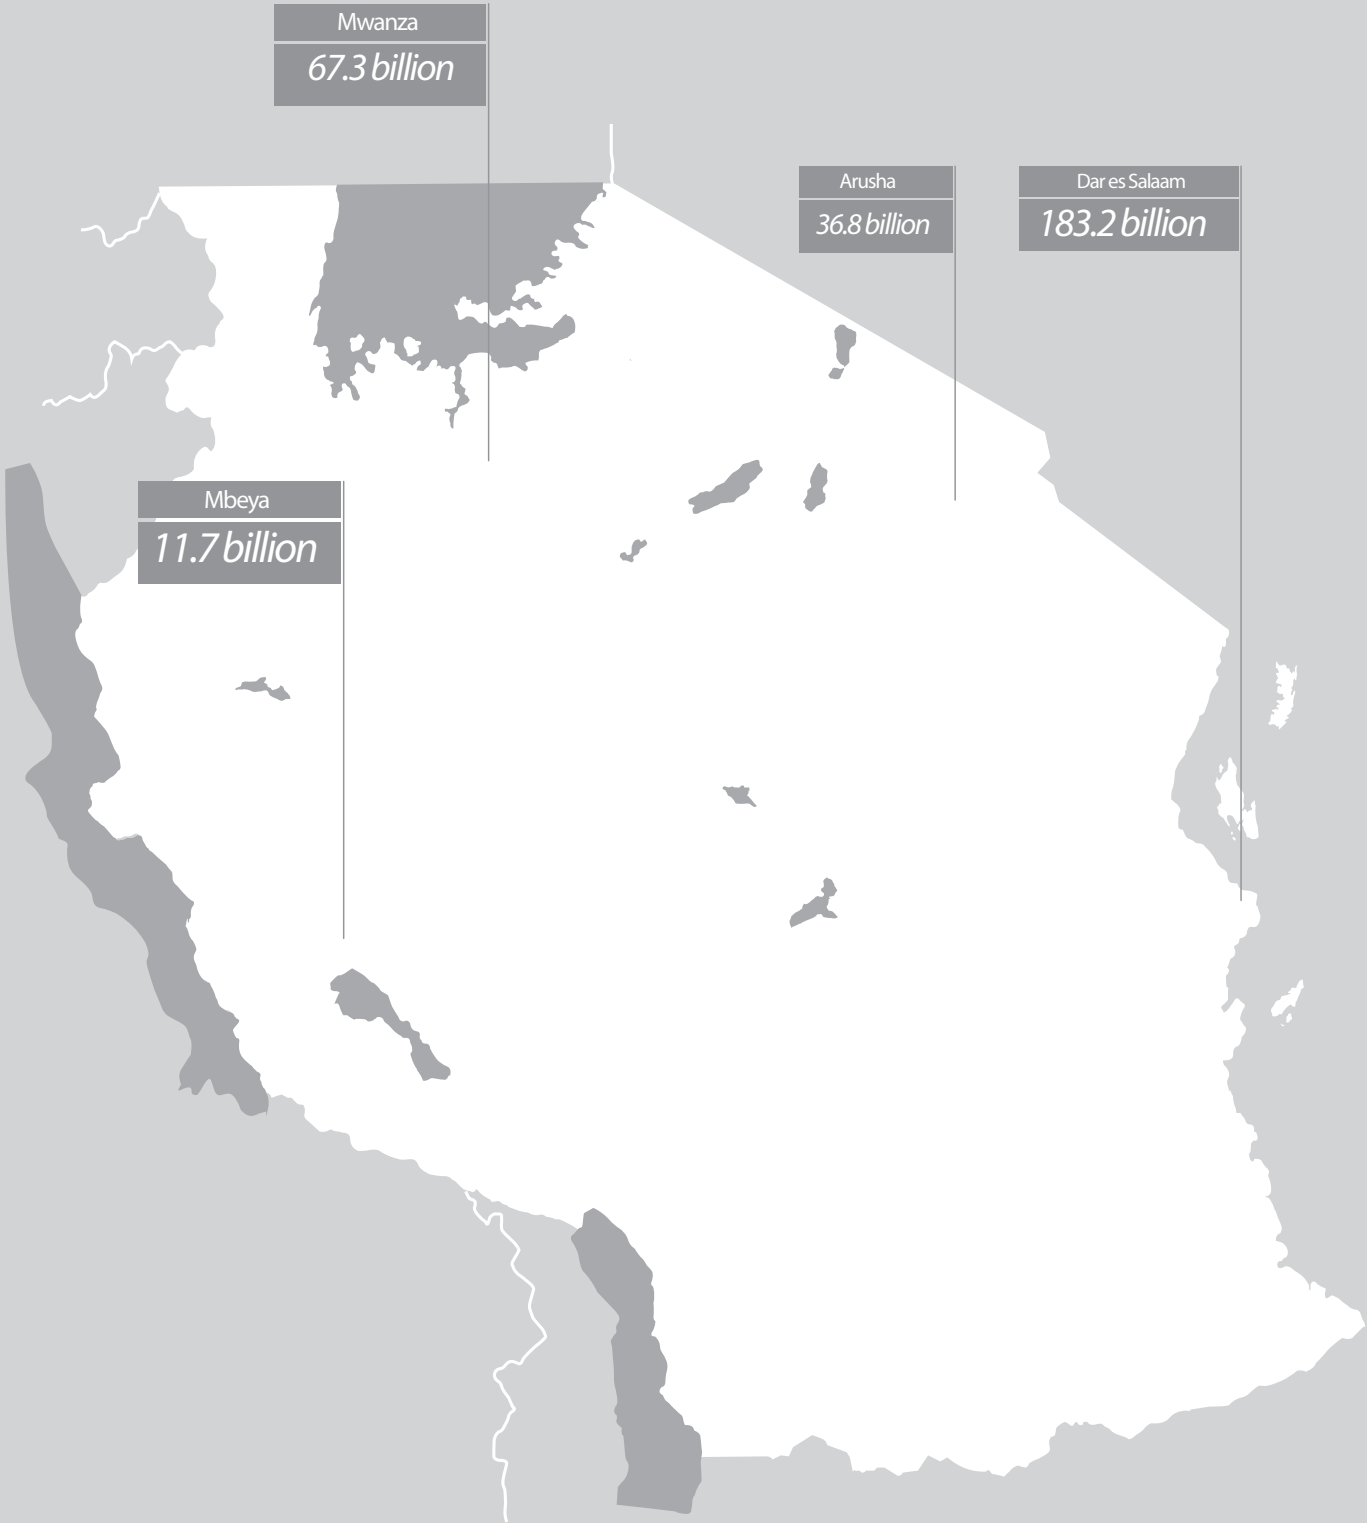 Mwanza
67.3 billion
Arusha
36.8 billion
Dar es Salaam
183.2 billion
Mbeya
11.7 billion